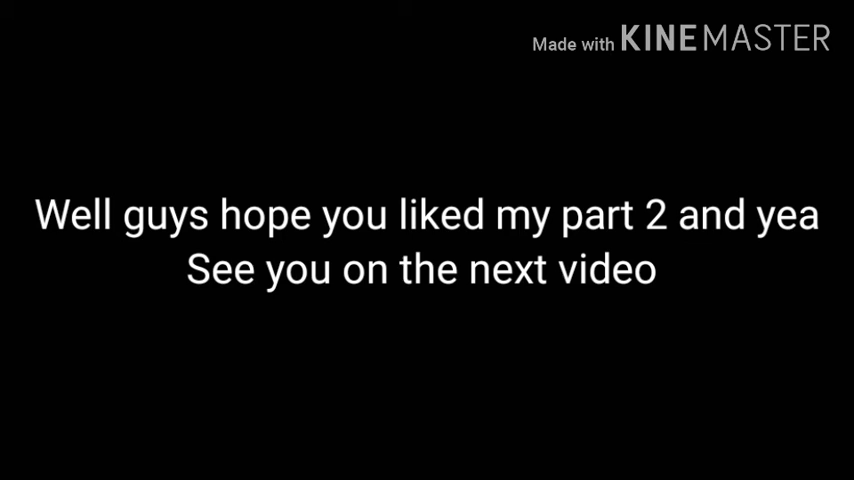 Made with KINEMASTER
Well guys hope you liked my part 2 and yea
See you on the next video